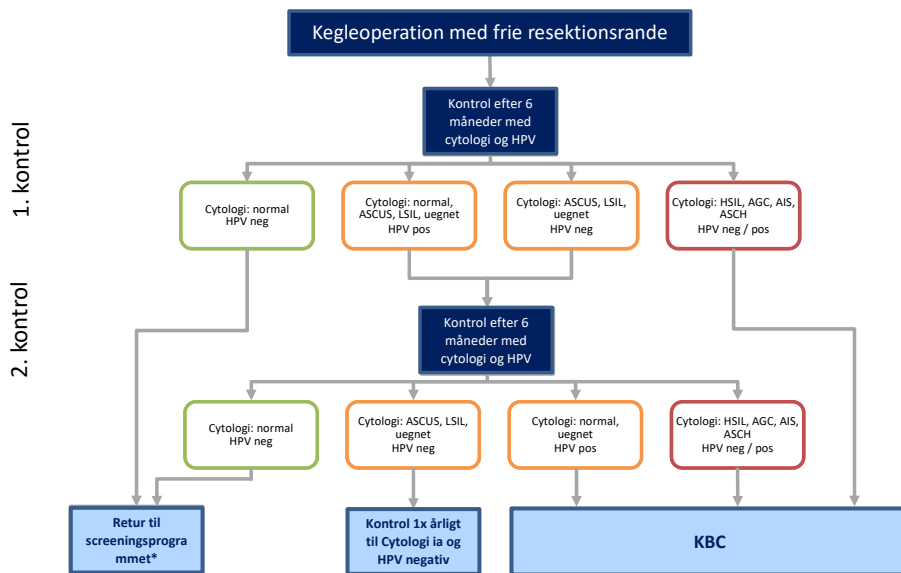 Kegleoperation med frie resektionsrande
Kontrol efter 6
måneder med
cytologi og HPV
1. kontrol
Cytologi: normal
HPV neg
Cytologi: normal,
ASCUS, LSIL, uegnet
HPV pos
Cytologi: ASCUS, LSIL,
uegnet
HPV neg
Cytologi: HSIL, AGC, AIS,
ASCH
HPV neg / pos
2. kontrol
Kontrol efter 6
måneder med
cytologi og HPV
Cytologi: normal
HPV neg
Cytologi: ASCUS, LSIL,
uegnet
HPV neg
Cytologi: normal,
uegnet
HPV pos
Cytologi: HSIL, AGC, AIS,
ASCH
HPV neg / pos
Retur til
screeningsprogra
mmet*
Kontrol 1x årligt
til Cytologi ia og
HPV negativ
KBC